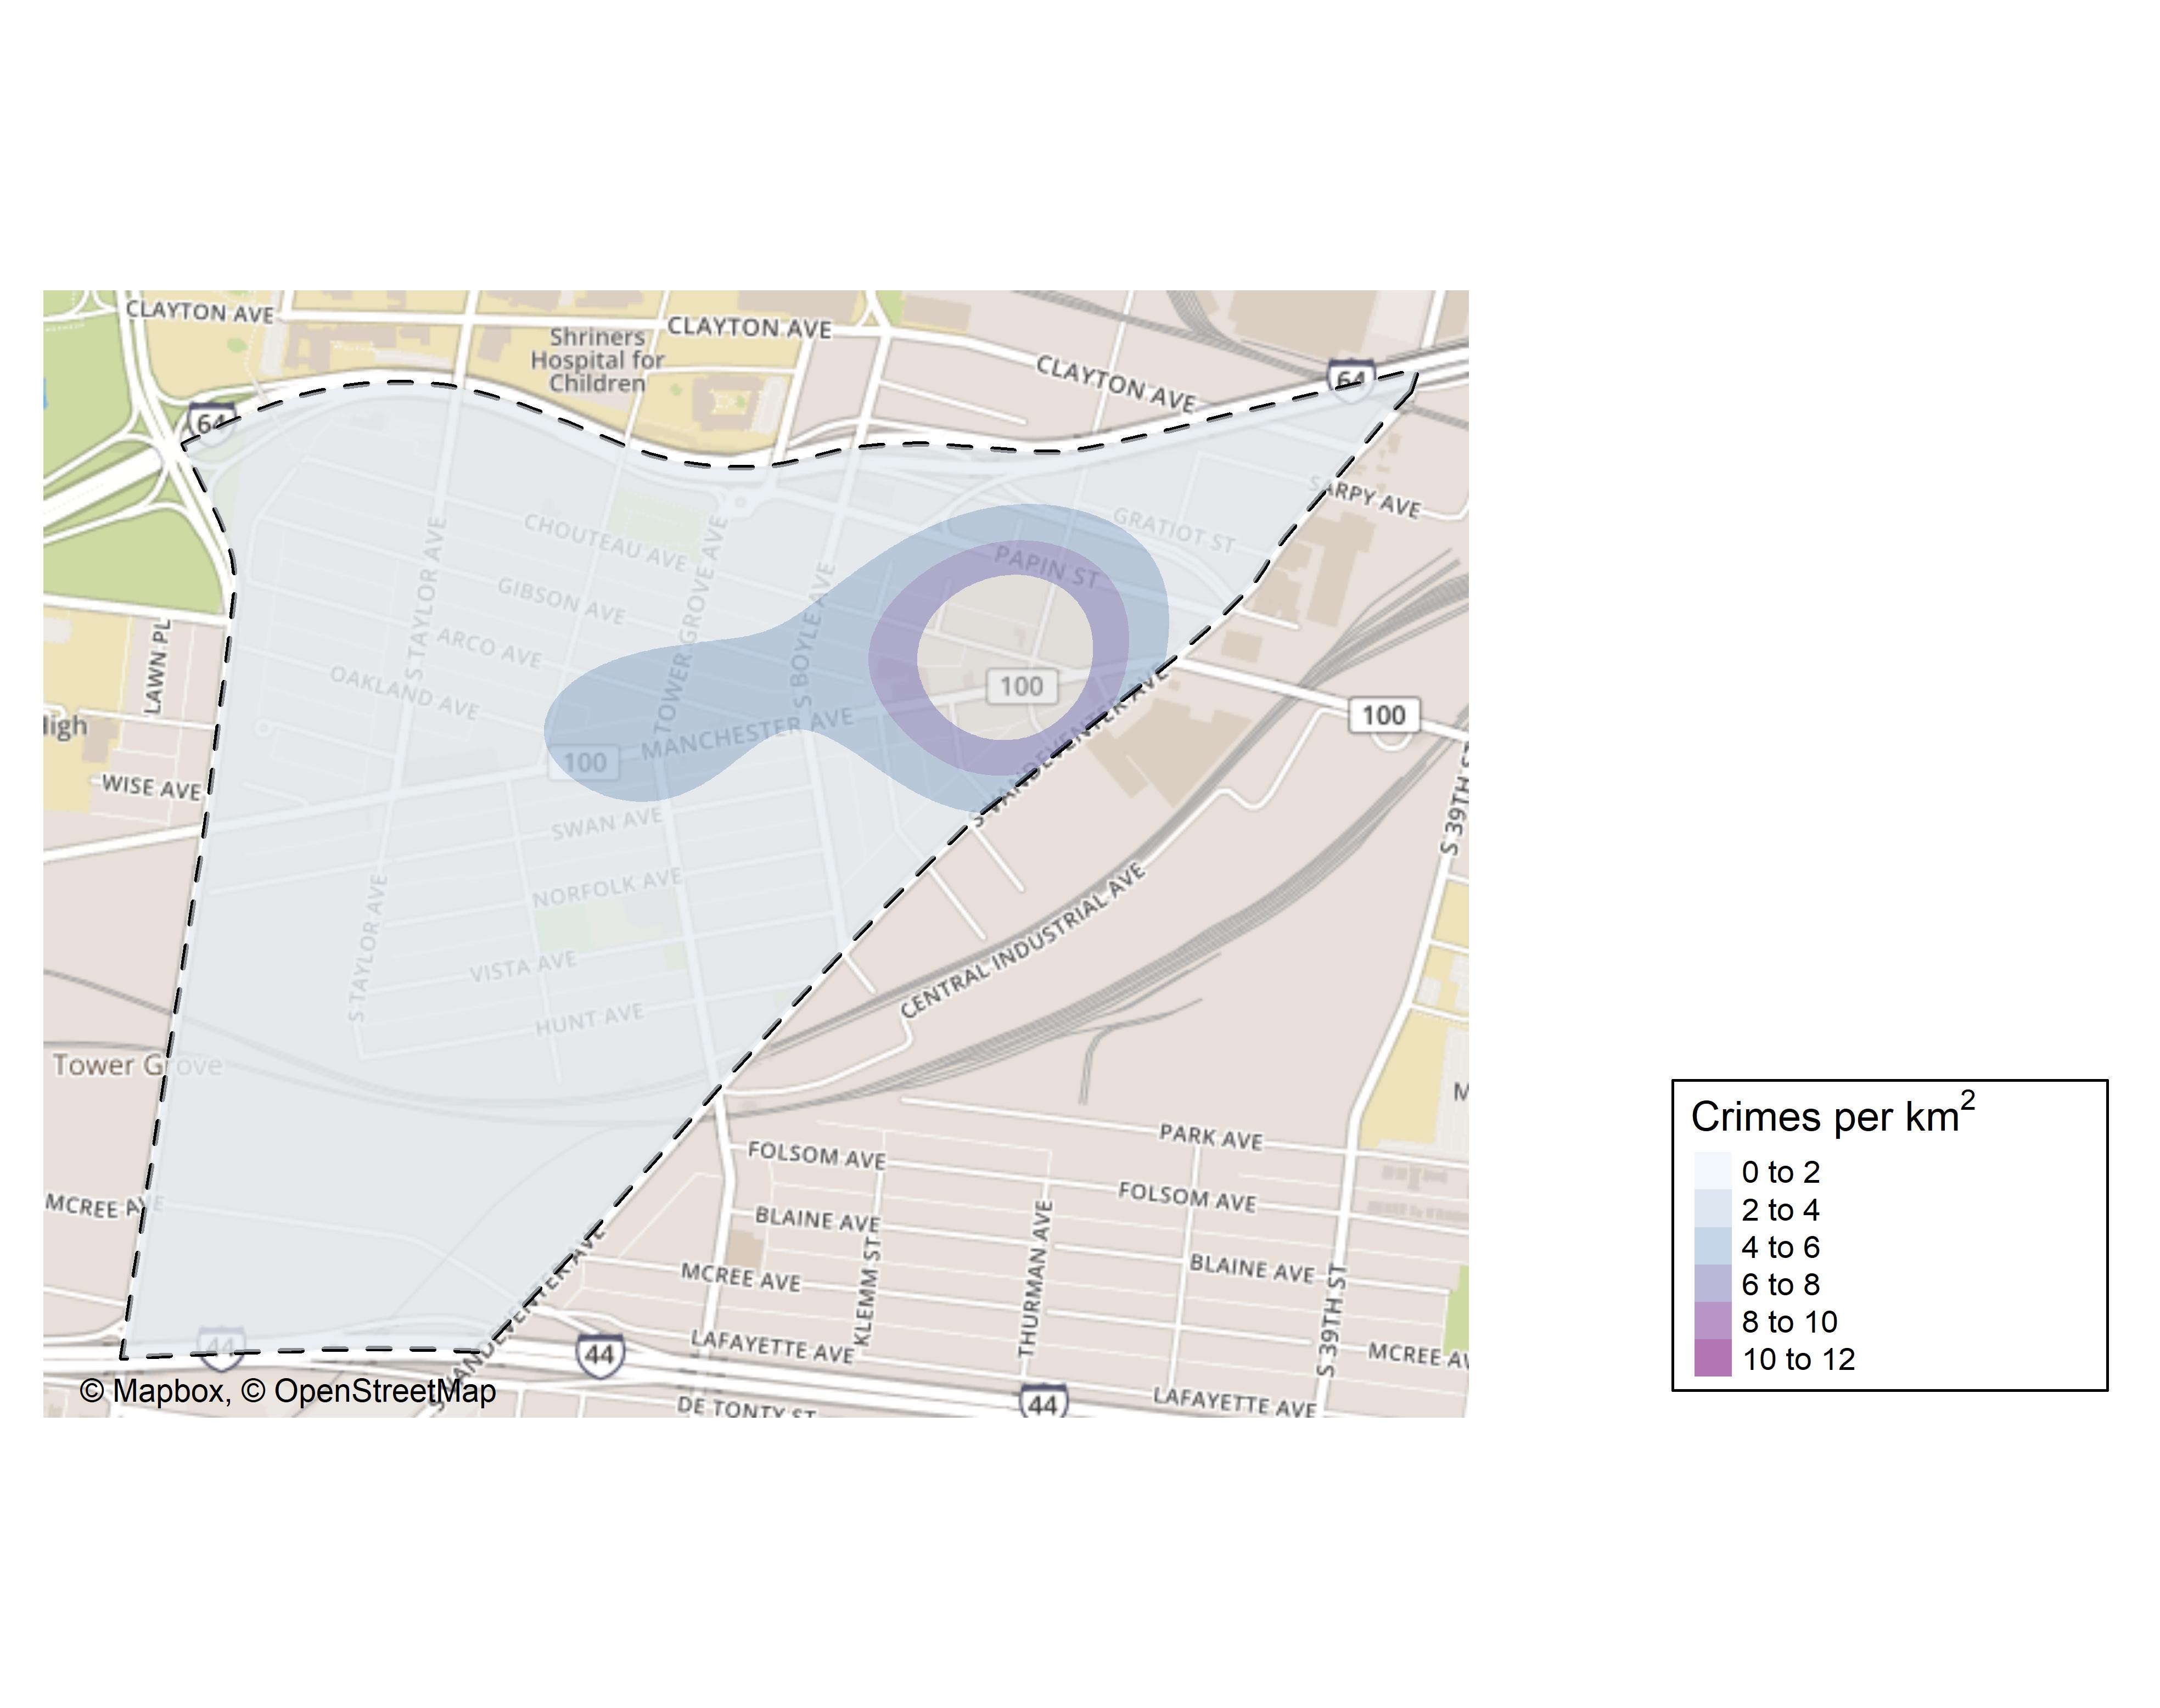 CLAYTON AVE
CLAYTON AVE
Shriners
Hospital for
Children
CLAYTON AVE
64
64
SARPY AVE
GRATIOT ST
CHOUTEAU AVE
PAPIN ST
GIBSON AVE
S TAYLOR AVE
TOWER GROVE AVE
S BOYLE AVE
ARCO AVE
OAKLAND AVE
LAWN PL
High
100
100
MANCHESTER AVE
100
S VANDEVENTER AVE
WISE AVE
SWAN AVE
S 39TH ST
NORFOLK AVE
S TAYLOR AVE
VISTA AVE
CENTRAL INDUSTRIAL AVE
HUNT AVE
Tower Grove
M
PARK AVE
FOLSOM AVE
FOLSOM AVE
MCREE AVE
BLAINE AVE
BLAINE AVE
KLEMM ST
THURMAN AVE
S 39TH ST
MCREE AVE
S VANDEVENTER AVE
44
44
LAFAYETTE AVE
MCREE AV
LAFAYETTE AVE
44
DE TONTY ST
© Mapbox, © OpenStreetMap
Crimes per km²
0 to 2
2 to 4
4 to 6
6 to 8
8 to 10
10 to 12